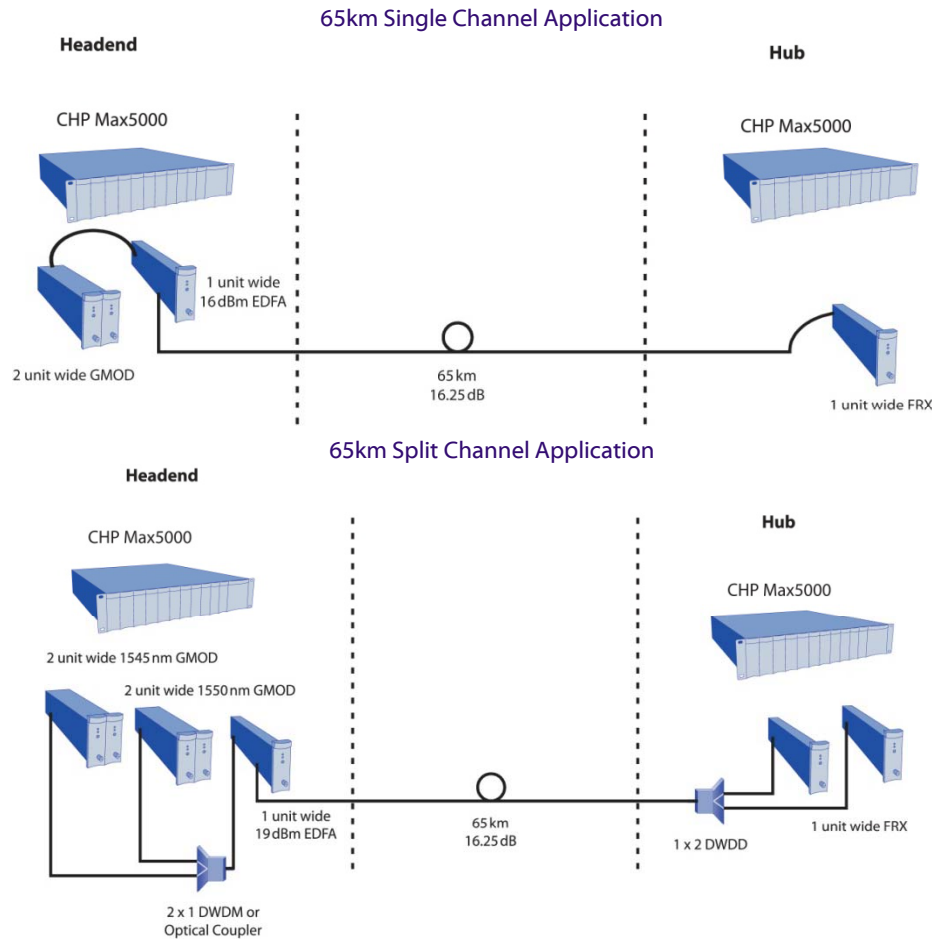 65km Single Channel Application
Headend
Hub
CHP Max5000
CHP Max5000
1 unit wide
16 dBm EDFA
2 unit wide GMOD
65 km
16.25 dB
1 unit wide FRX
65km Split Channel Application
Headend
Hub
CHP Max5000
CHP Max5000
2 unit wide 1545 nm GMOD
2 unit wide 1550 nm GMOD
1 unit wide
19 dBm EDFA
65 km
16.25 dB
1 x 2 DWDD
1 unit wide FRX
2 x 1 DWDM or
Optical Coupler